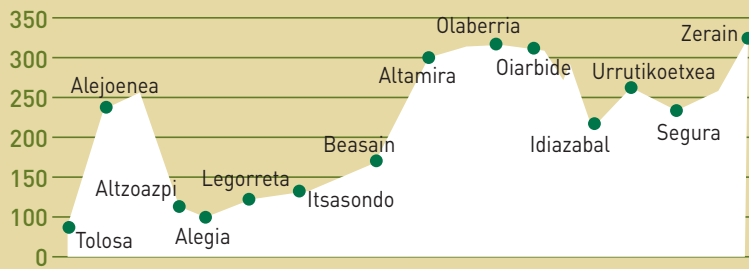 350
300
250
200
150
100
0
Tolosa
Alejoenea
Altzoazpi
Alegia
Legorreta
Itsasondo
Beasain
Altamira
Olaberria
Oiarbide
Idiazabal
Urrutikoetxea
Segura
Zerain